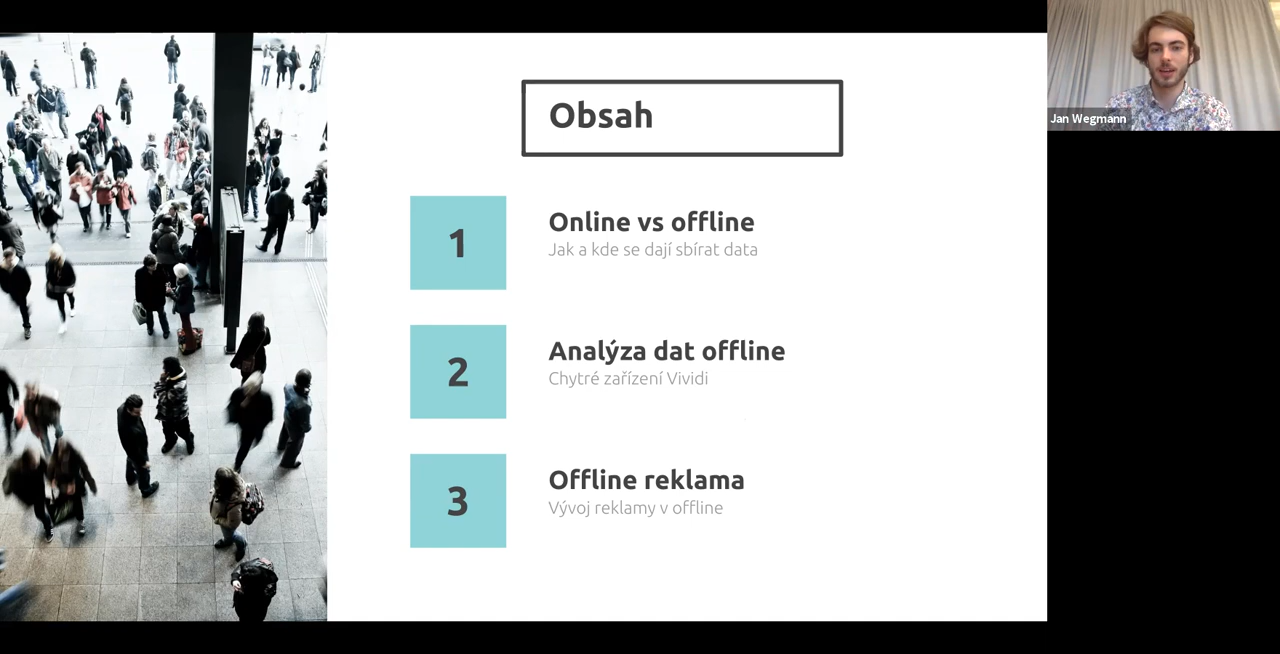 Obsah
Jan Wegmann
1
Online vs offline
Jak a kde se dají sbírat data
2
Analýza dat offline
Chytré zařízení Vividi
3
Offline reklama
Vývoj reklamy v offline